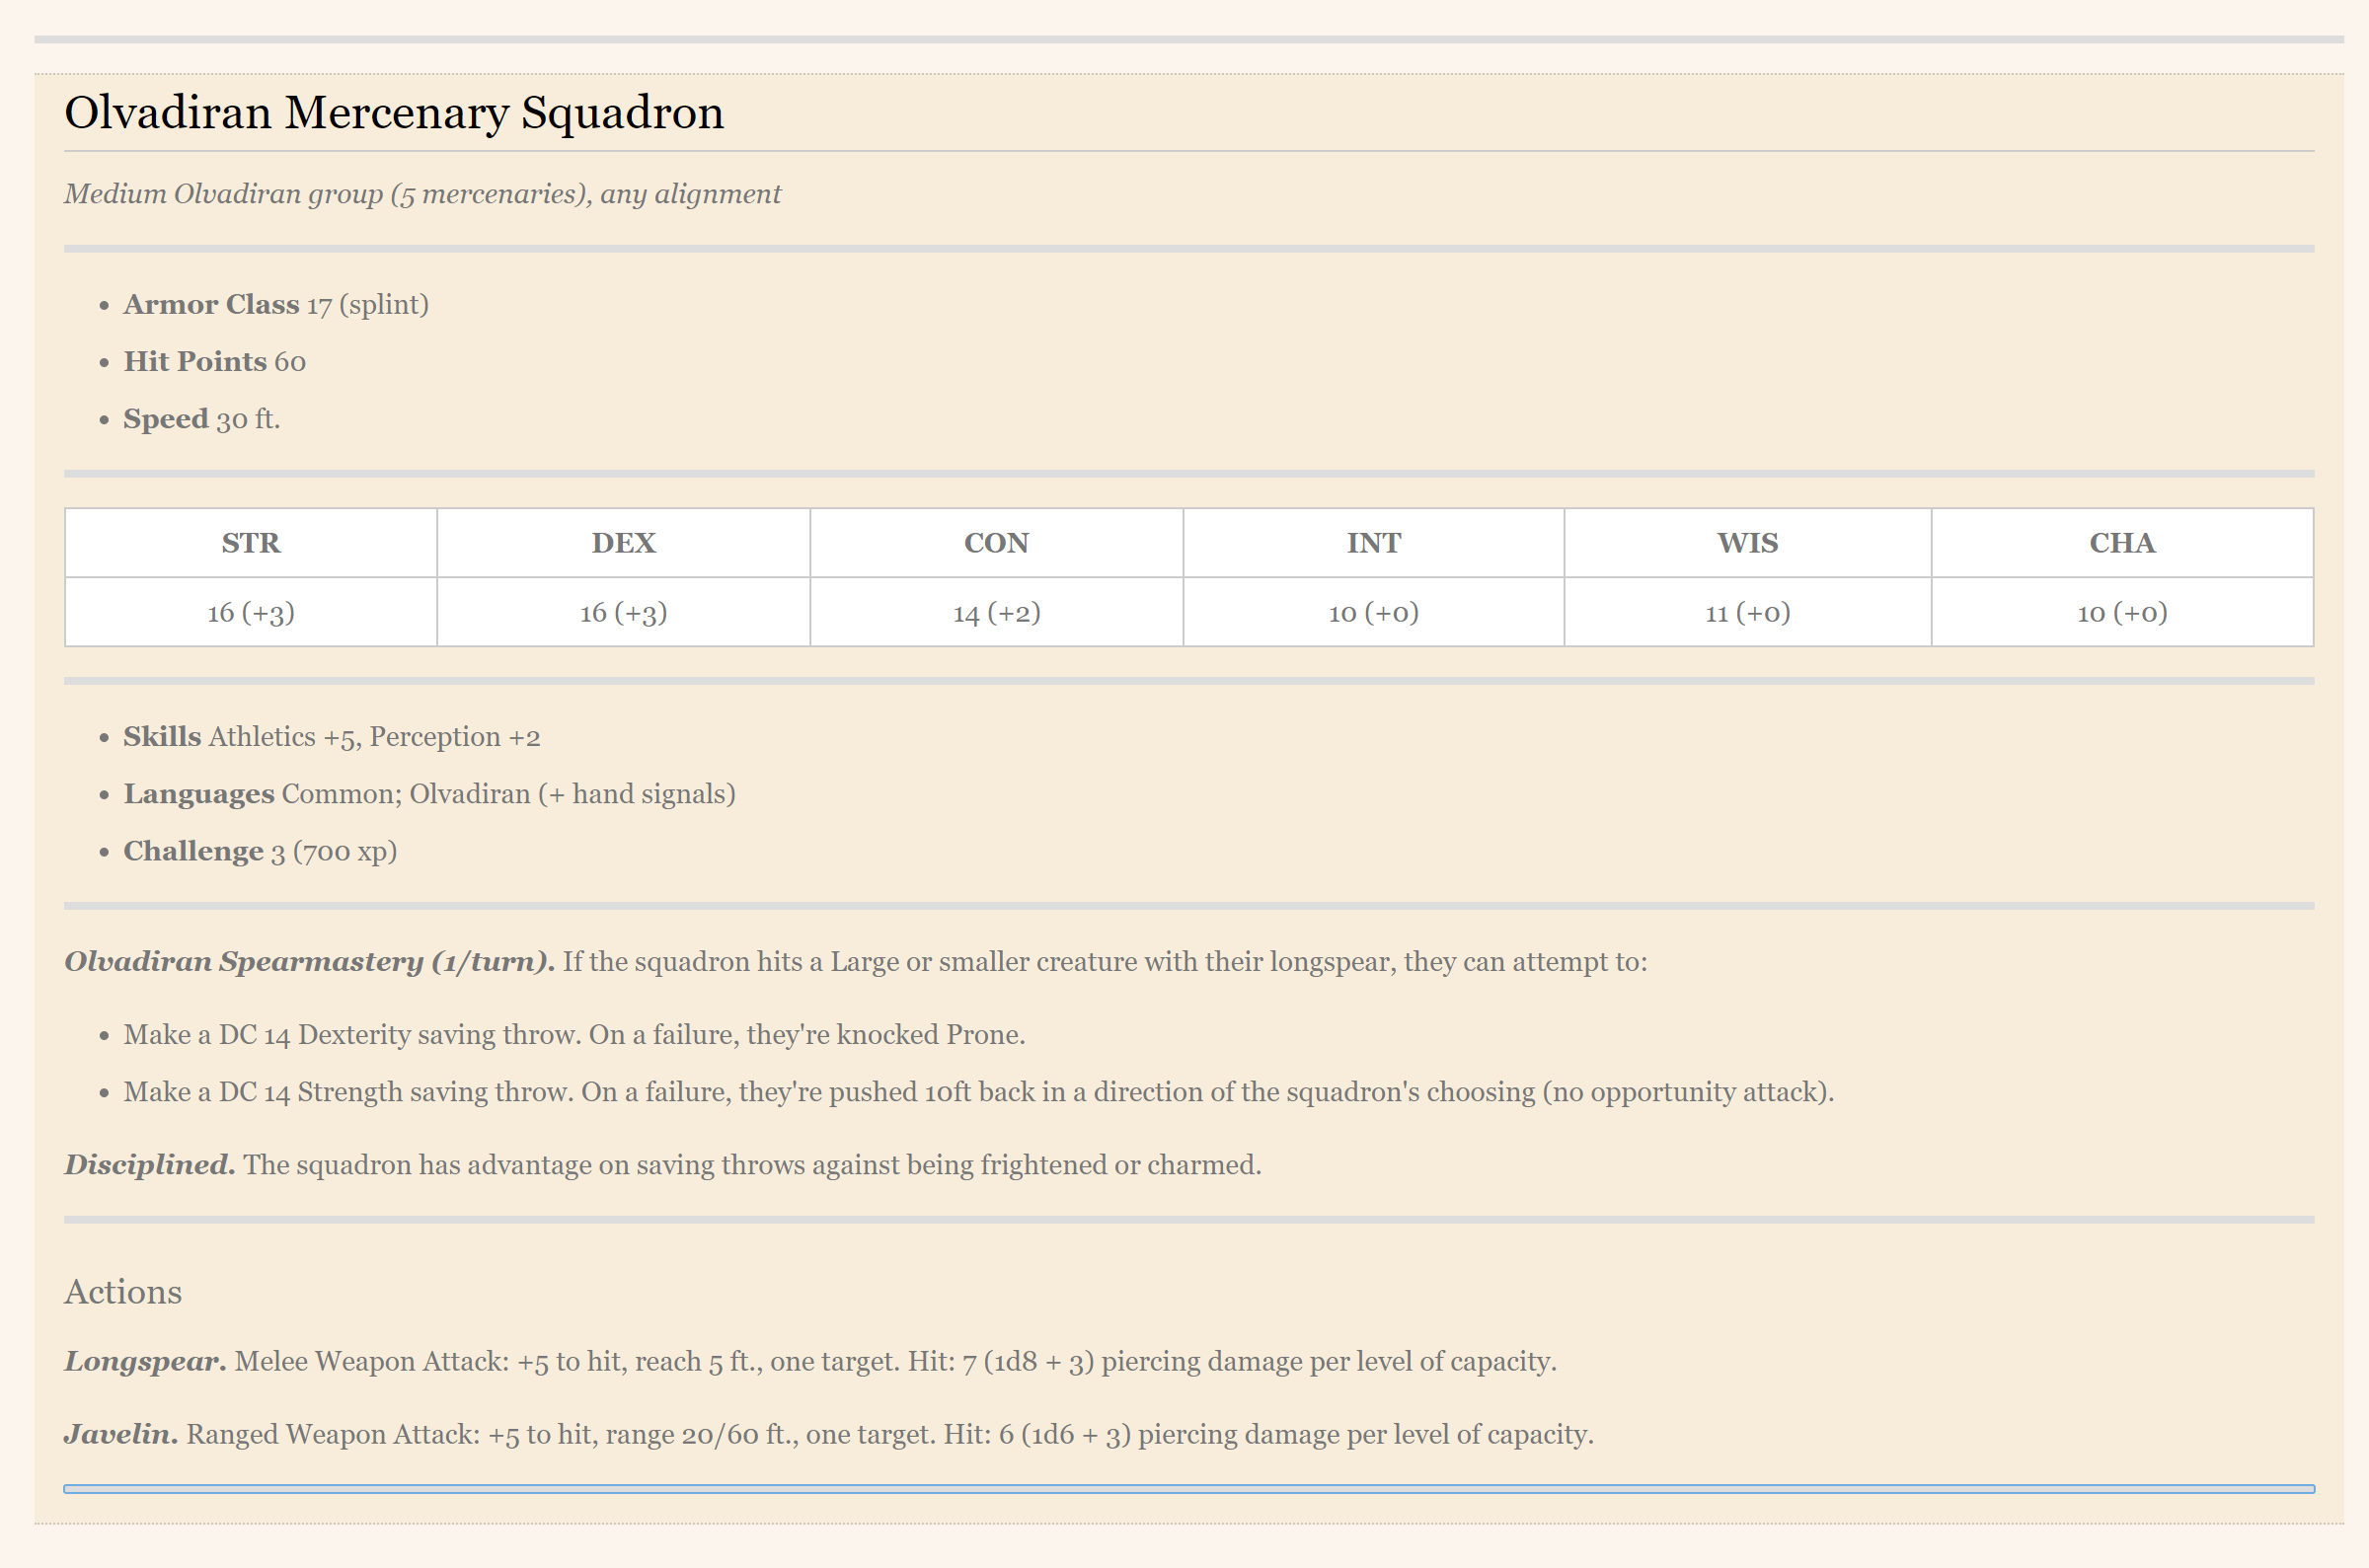 Olvadiran Mercenary Squadron
Medium Olvadiran group (5 mercenaries), any alignment
• Armor Class 17 (splint)
• Hit Points 60
• Speed 30 ft.
STR DEX CON INT WIS CHA
16 (+3) 16 (+3) 14 (+2) 10 (+0) 11 (+0) 10 (+0)
• Skills Athletics +5, Perception +2
• Languages Common; Olvadiran (+ hand signals)
• Challenge 3 (700 xp)
Olvadiran Spearmastery (1/turn). If the squadron hits a Large or smaller creature with their longspear, they can attempt to:
• Make a DC 14 Dexterity saving throw. On a failure, they're knocked Prone.
• Make a DC 14 Strength saving throw. On a failure, they're pushed 10ft back in a direction of the squadron's choosing (no opportunity attack).
Disciplined. The squadron has advantage on saving throws against being frightened or charmed.
Actions
Longspear. Melee Weapon Attack: +5 to hit, reach 5 ft., one target. Hit: 7 (1d8 + 3) piercing damage per level of capacity.
Javelin. Ranged Weapon Attack: +5 to hit, range 20/60 ft., one target. Hit: 6 (1d6 + 3) piercing damage per level of capacity.